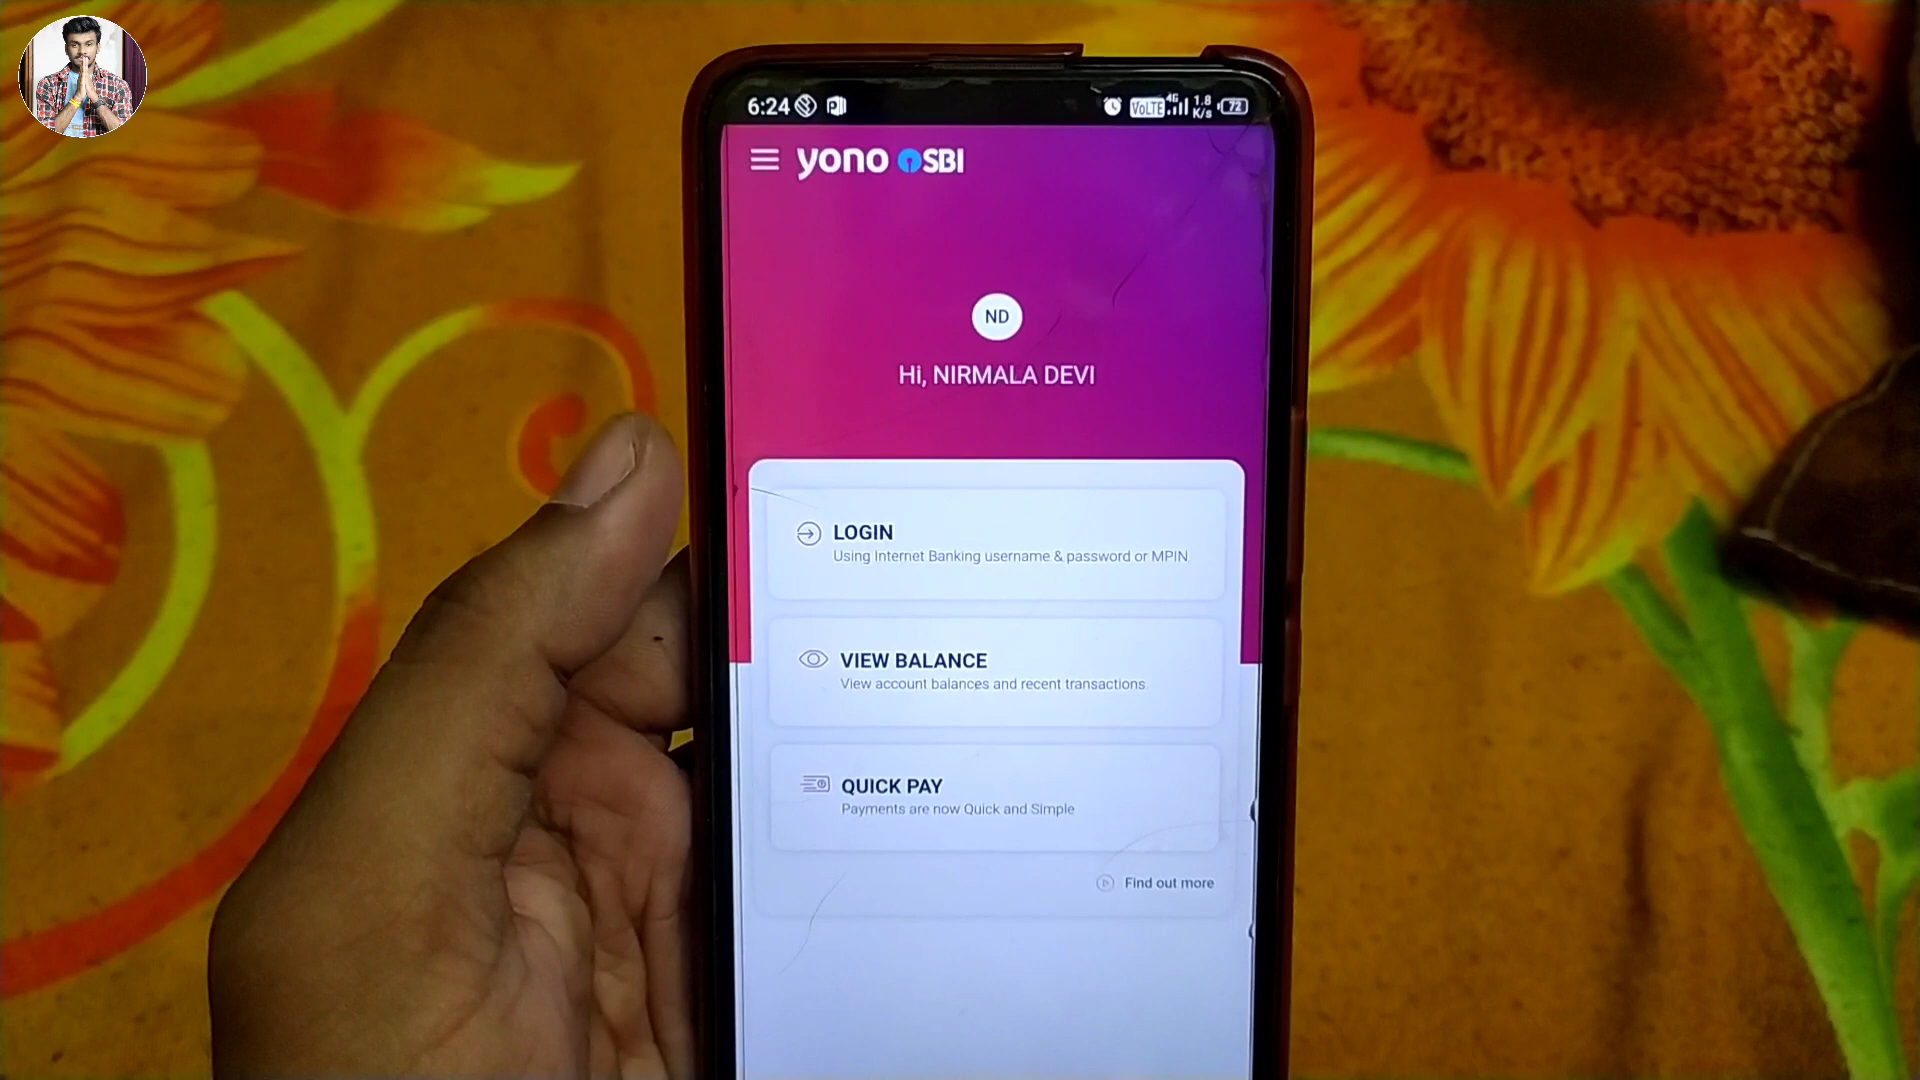 6:24
VoLTE 4G 1.8 K/s 72
yono SBI
ND
Hi, NIRMALA DEVI
LOGIN
Using Internet Banking username & password or MPIN
VIEW BALANCE
View account balances and recent transactions
QUICK PAY
Payments are now Quick and Simple
Find out more